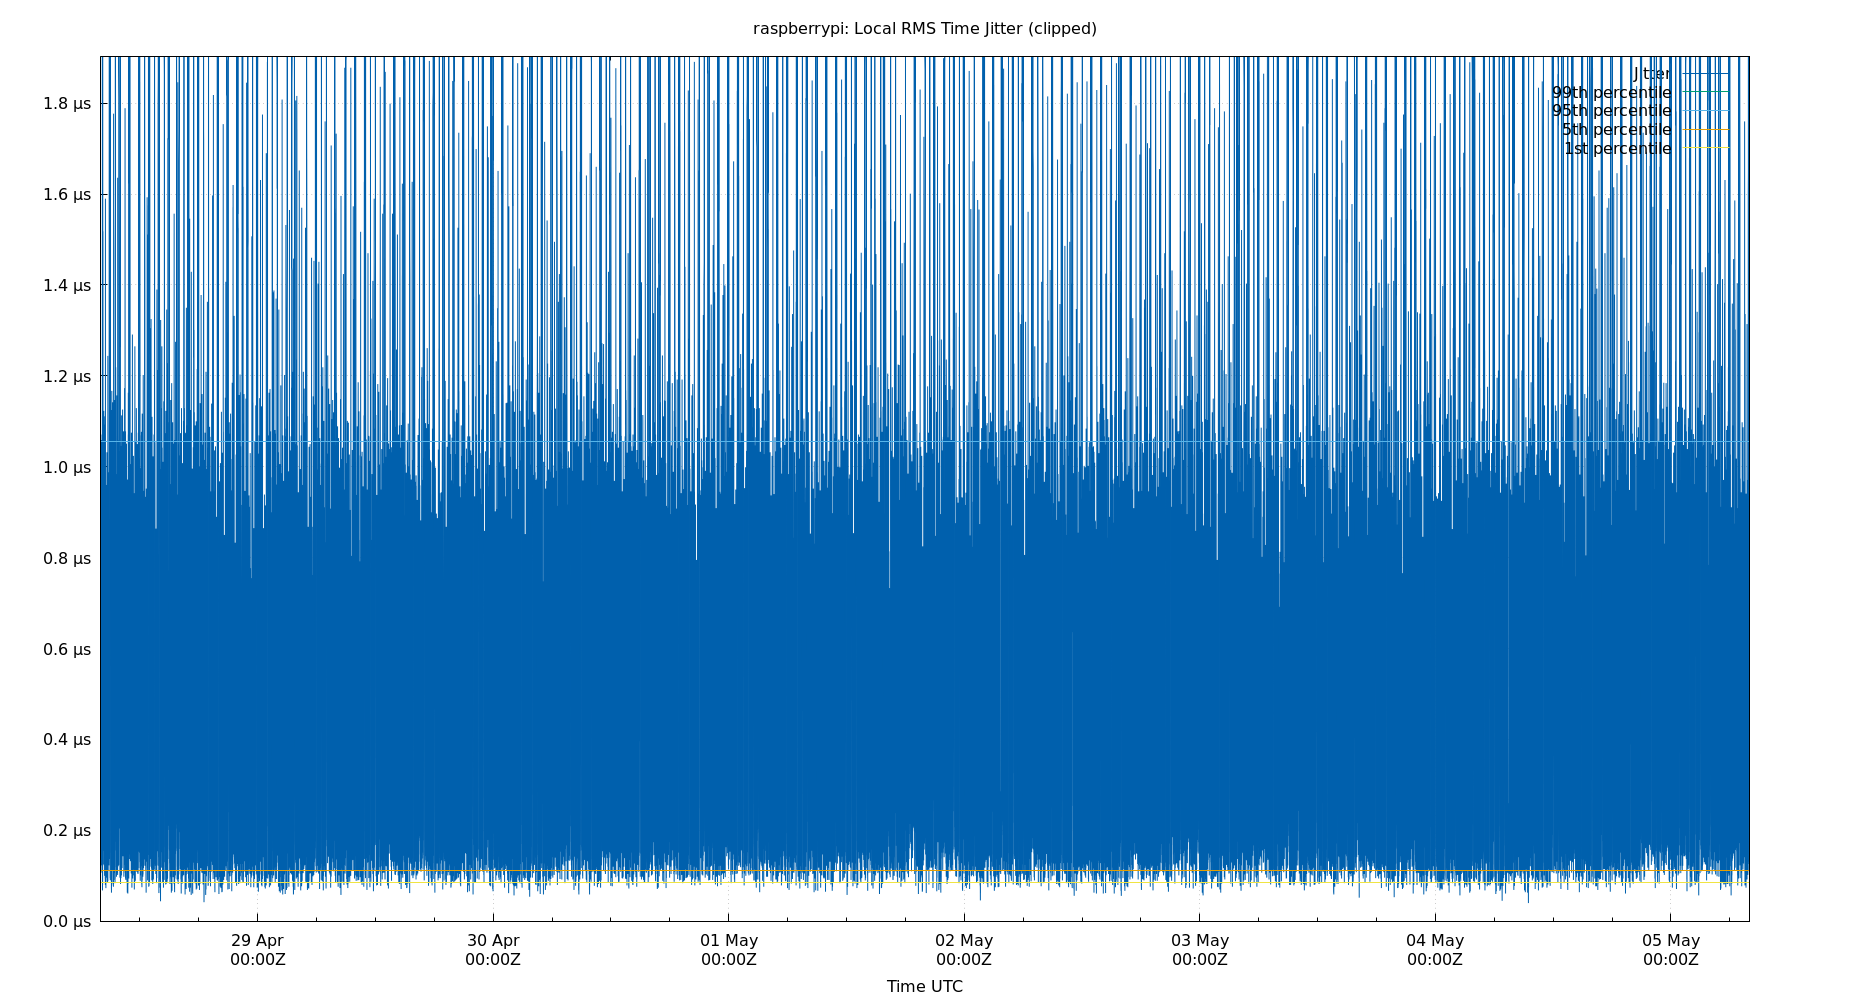 raspberrypi: Local RMS Time Jitter (clipped)
Jitter
99th percentile
95th percentile
5th percentile
1st percentile
1.8 μs
1.6 μs
1.4 μs
1.2 μs
1.0 μs
0.8 μs
0.6 μs
0.4 μs
0.2 μs
0.0 μs
29 Apr 30 Apr 01 May 02 May 03 May 04 May 05 May
00:00Z 00:00Z 00:00Z 00:00Z 00:00Z 00:00Z 00:00Z
Time UTC